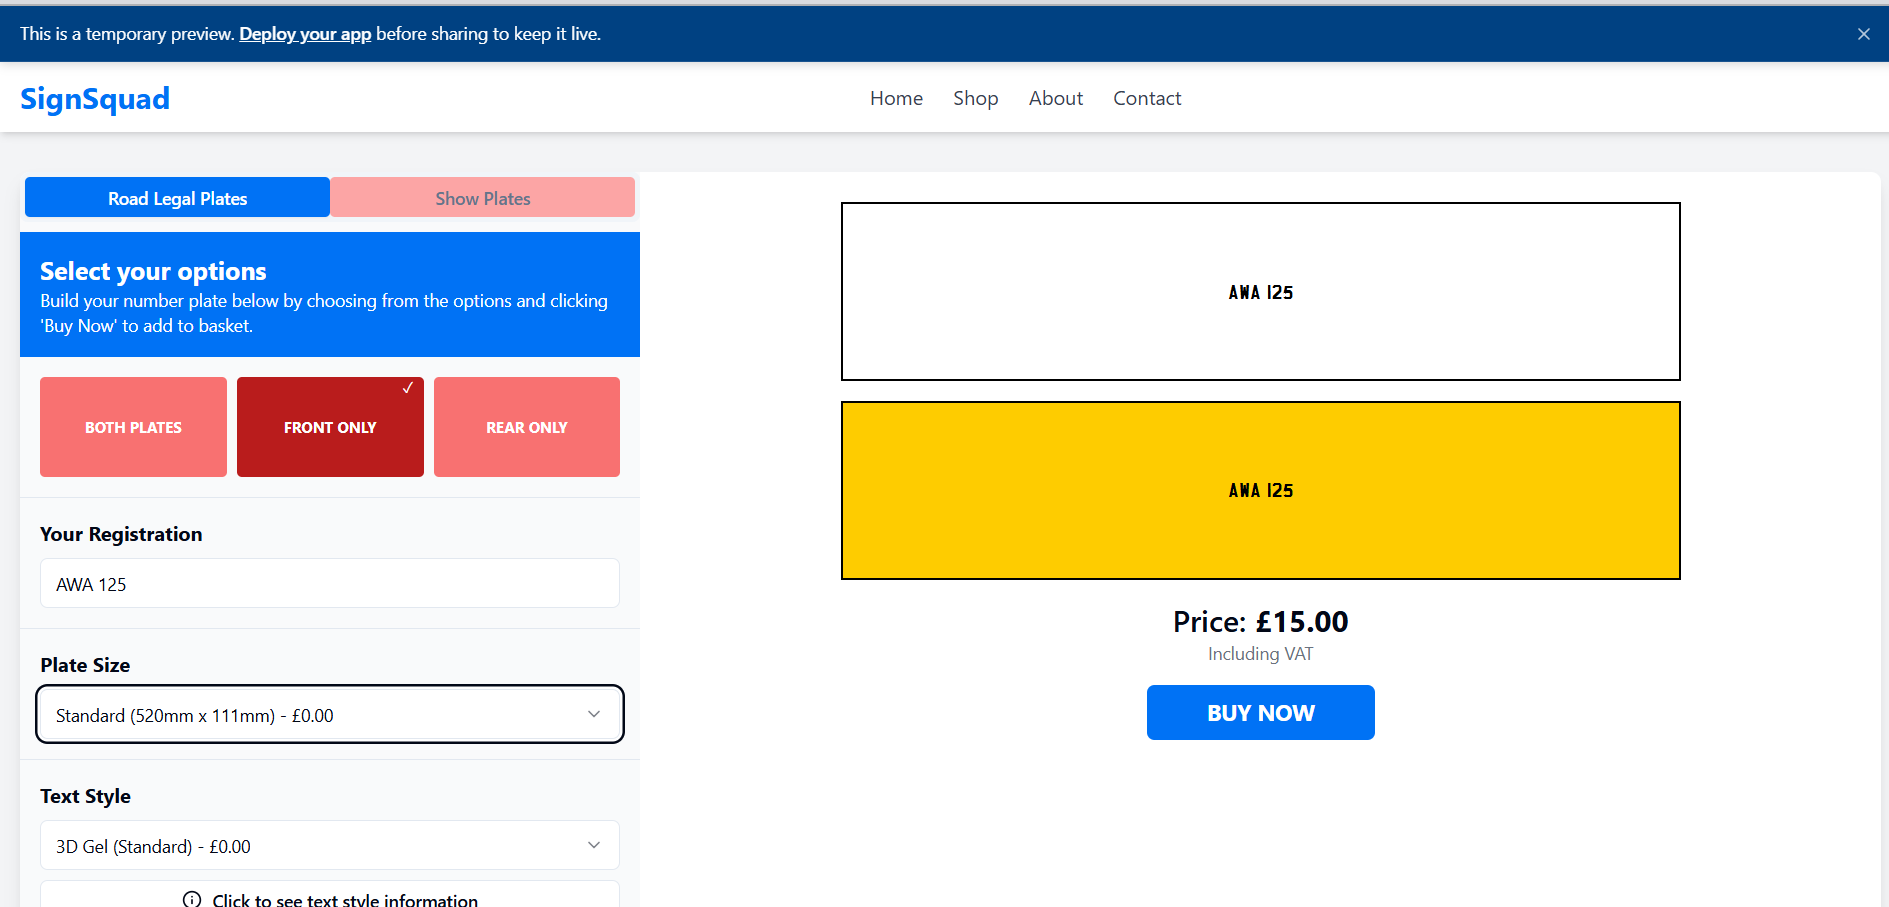 This is a temporary preview. Deploy your app before sharing to keep it live.
SignSquad
Home Shop About Contact
Road Legal Plates
Show Plates
Select your options
Build your number plate below by choosing from the options and clicking
'Buy Now' to add to basket.
BOTH PLATES
FRONT ONLY
REAR ONLY
Your Registration
AWA 125
Plate Size
Standard (520mm x 111mm) - £0.00
Text Style
3D Gel (Standard) - £0.00
Click to see text style information
AWA 125
AWA 125
Price: £15.00
Including VAT
BUY NOW